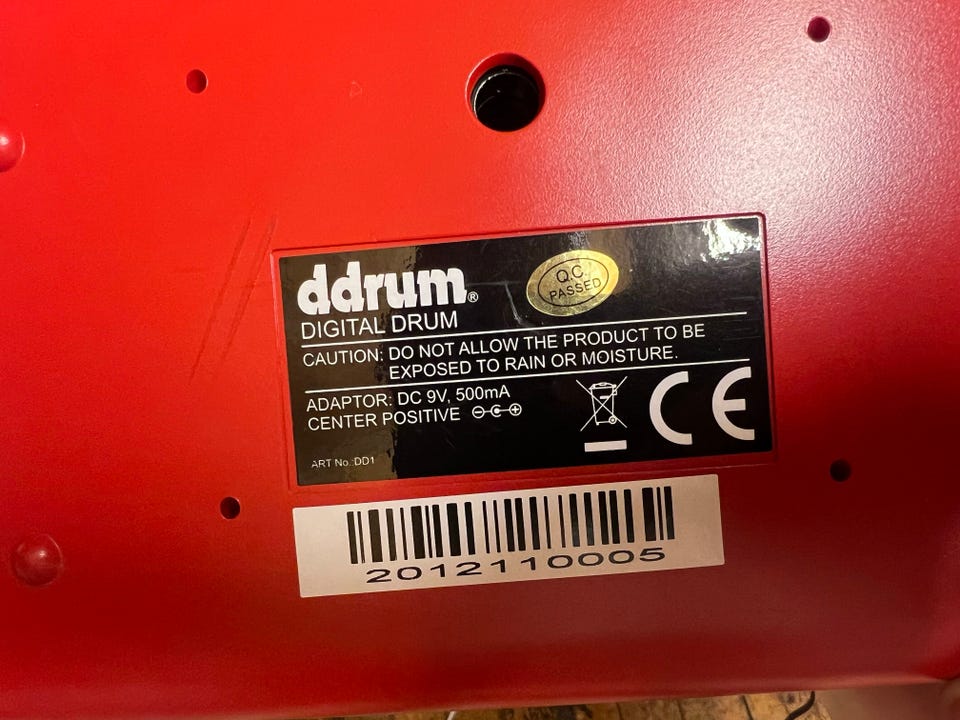 ddrum®
Q.C.
PASSED
DIGITAL DRUM
CAUTION: DO NOT ALLOW THE PRODUCT TO BE
EXPOSED TO RAIN OR MOISTURE.
ADAPTOR: DC 9V, 500mA
CENTER POSITIVE
CE
ART No.:DD1
2012110005